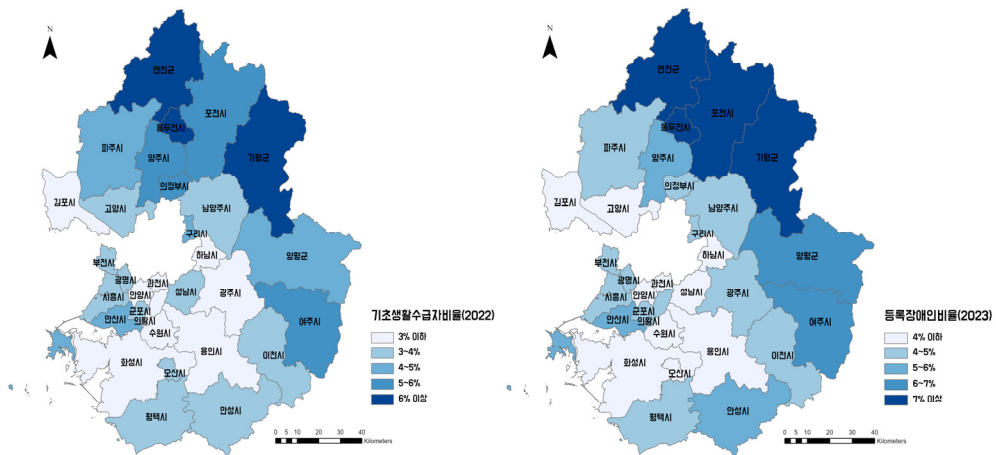 N
연천군
포천시
동두천시
가평군
파주시
양주시
의정부시
김포시
고양시
남양주시
구리시
하남시
양평군
부천시
광명시
과천시
안양시
시흥시
성남시
광주시
군포시
안산시
의왕시
수원시
여주시
화성시
용인시
이천시
오산시
평택시
안성시
기초생활수급자비율(2022)
3% 이하
3~4%
4~5%
5~6%
6% 이상
0 5 10 20 30 40
Kilometers
N
연천군
포천시
동두천시
가평군
파주시
양주시
의정부시
김포시
고양시
남양주시
구리시
하남시
양평군
부천시
광명시
과천시
안양시
시흥시
성남시
광주시
군포시
안산시
의왕시
수원시
여주시
화성시
용인시
이천시
오산시
평택시
안성시
등록장애인비율(2023)
4% 이하
4~5%
5~6%
6~7%
7% 이상
0 5 10 20 30 40
Kilometers